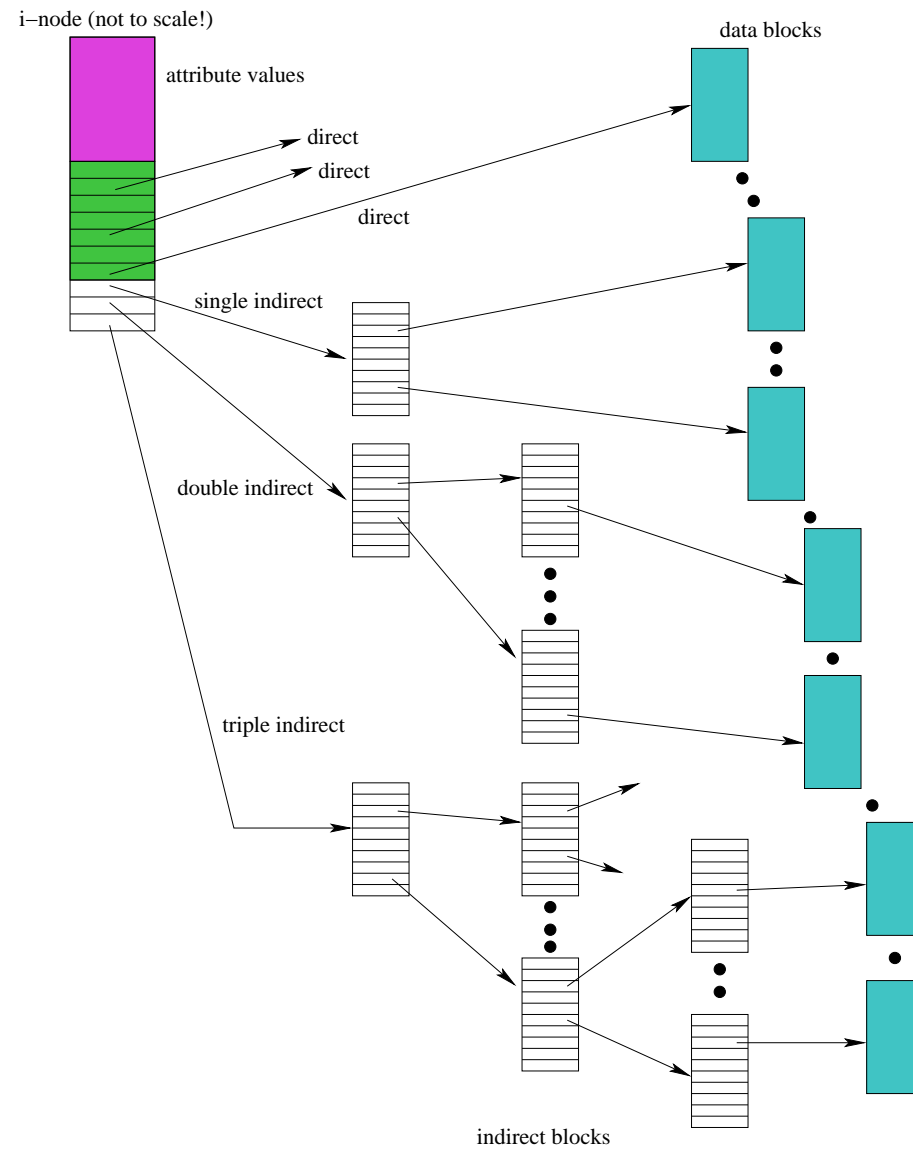 i−node (not to scale!)
data blocks
attribute values
direct
direct
direct
single indirect
double indirect
triple indirect
indirect blocks